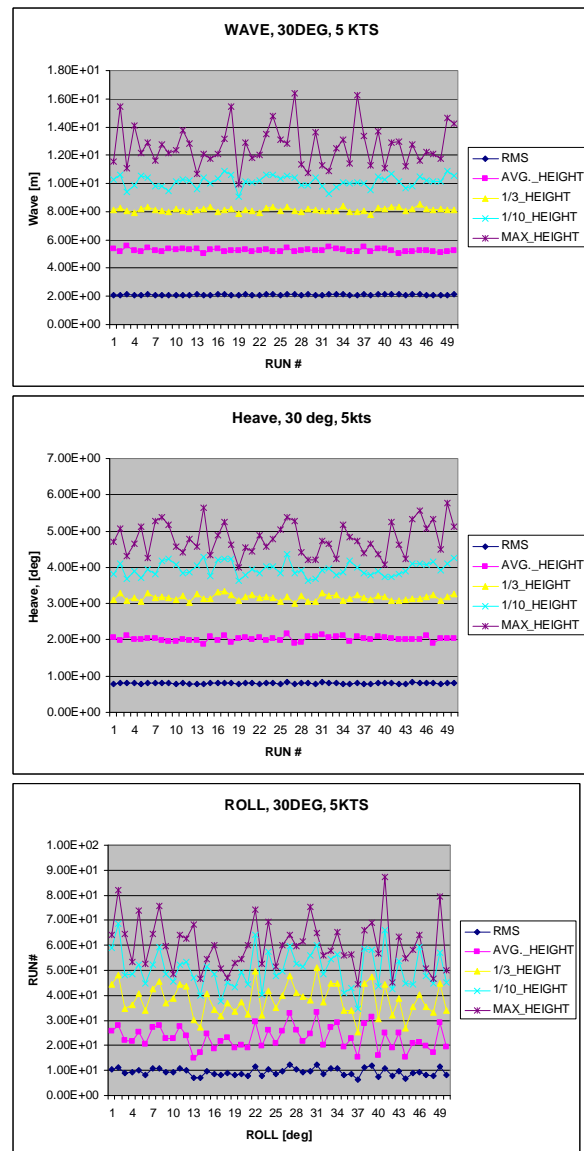 WAVE, 30DEG, 5 KTS
Wave [m]
1.80E+01
1.60E+01
1.40E+01
1.20E+01
1.00E+01
8.00E+00
6.00E+00
4.00E+00
2.00E+00
0.00E+00
1 4 7 10 13 16 19 22 25 28 31 34 37 40 43 46 49
RUN #
RMS
AVG._HEIGHT
1/3_HEIGHT
1/10_HEIGHT
MAX_HEIGHT
Heave, 30 deg, 5kts
Heave, [deg]
7.00E+00
6.00E+00
5.00E+00
4.00E+00
3.00E+00
2.00E+00
1.00E+00
0.00E+00
1 4 7 10 13 16 19 22 25 28 31 34 37 40 43 46 49
RUN #
RMS
AVG._HEIGHT
1/3_HEIGHT
1/10_HEIGHT
MAX_HEIGHT
ROLL, 30DEG, 5KTS
RUN#
1.00E+02
9.00E+01
8.00E+01
7.00E+01
6.00E+01
5.00E+01
4.00E+01
3.00E+01
2.00E+01
1.00E+01
0.00E+00
1 4 7 10 13 16 19 22 25 28 31 34 37 40 43 46 49
ROLL [deg]
RMS
AVG._HEIGHT
1/3_HEIGHT
1/10_HEIGHT
MAX_HEIGHT